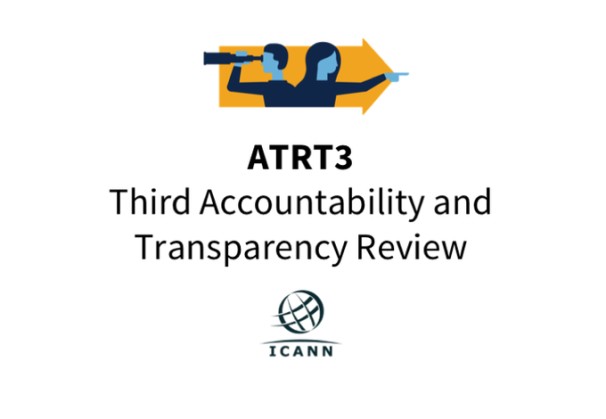 ATRT3
Third Accountability and
Transparency Review
ICANN